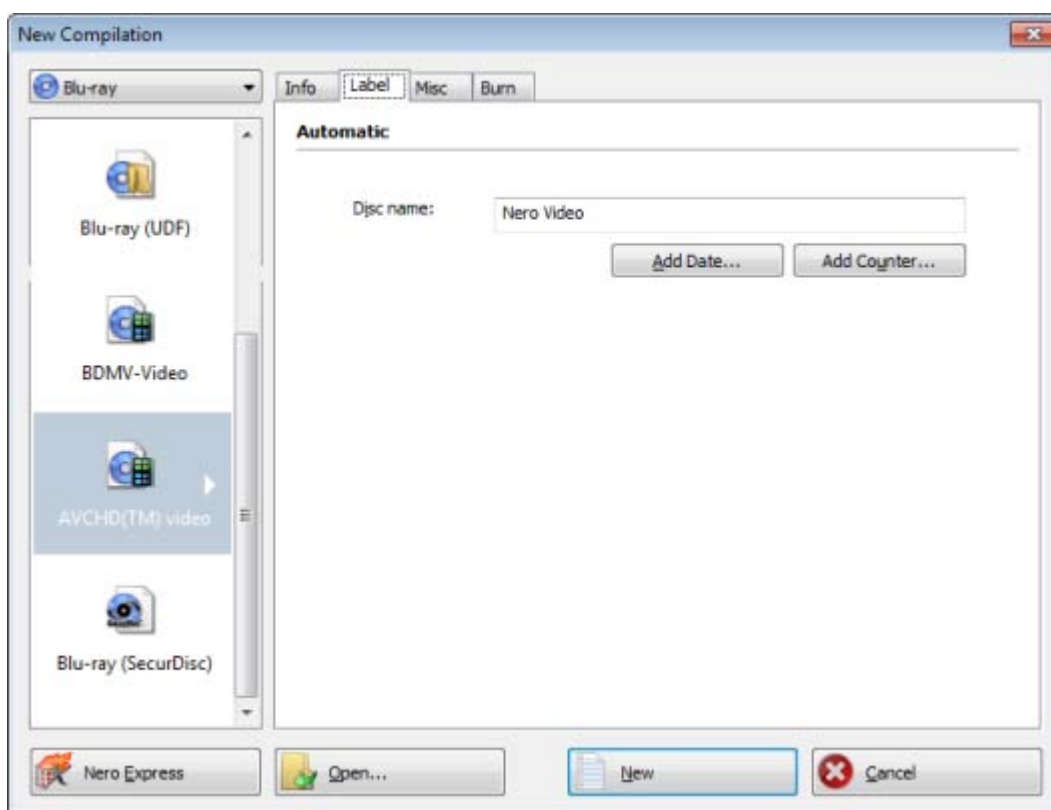 New Compilation
Blu-ray
Info Label Misc Burn
Automatic
Blu-ray (UDF)
Disc name: Nero Video
Add Date... Add Counter...
BDMV-Video
AVCHD(TM) video
Blu-ray (SecurDisc)
Nero Express Open... New Cancel